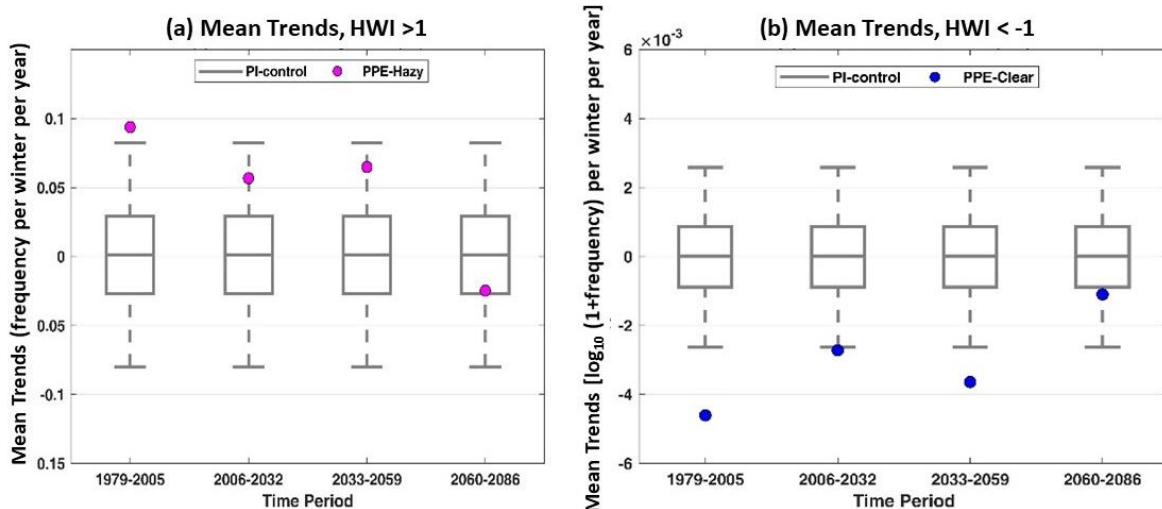 (a) Mean Trends, HWI >1
PI-control PPE-Hazy
Mean Trends (frequency per winter per year)
0.1
0.05
0
0.05
-0.1
0.15
1979-2005 2006-2032 2033-2059 2060-2086
Time Period
(b) Mean Trends, HWI < -1
×10⁻³
PI-control PPE-Clear
Mean Trends [log₁₀ (1+frequency) per winter per year]
6
4
2
0
-2
-4
-6
1979-2005 2006-2032 2033-2059 2060-2086
Time Period